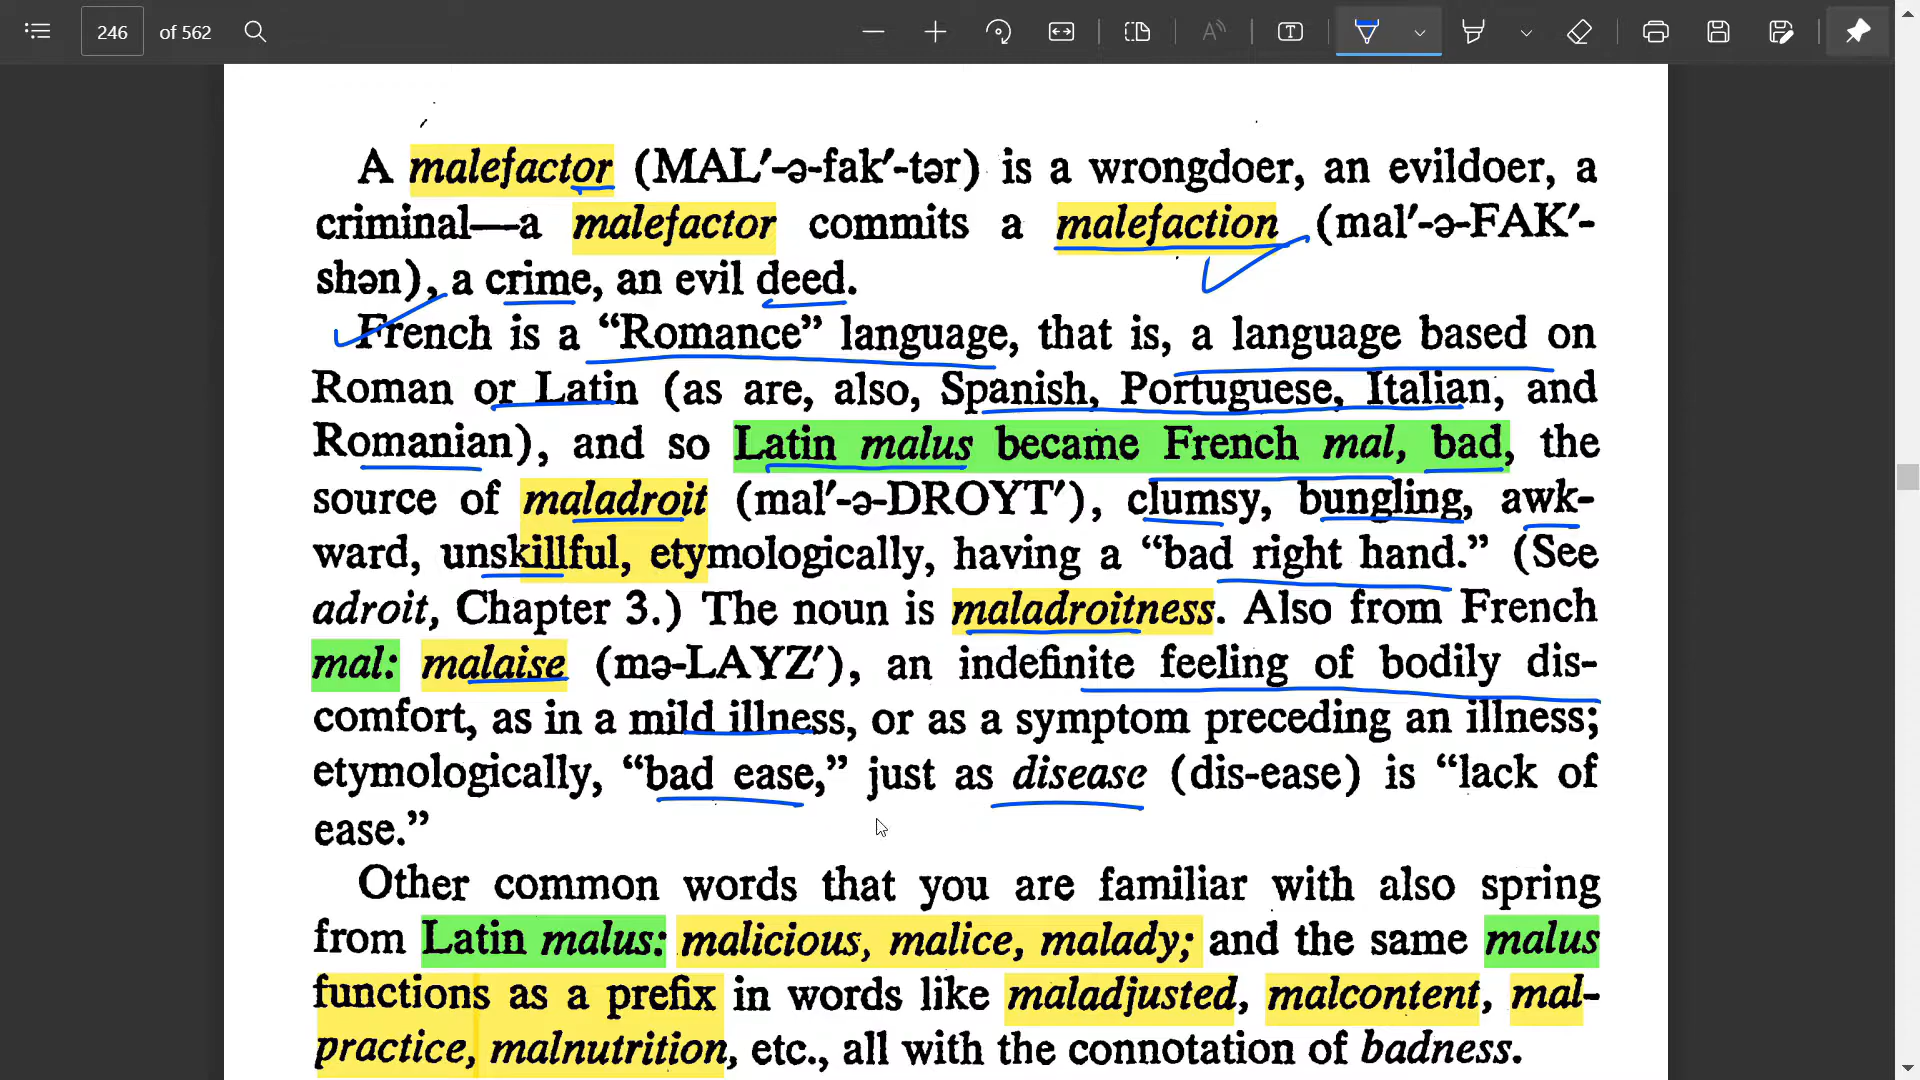 246 of 562
A malefactor (MAL′-ə-fak′-tər) is a wrongdoer, an evildoer, a
criminal—a malefactor commits a malefaction (mal′-ə-FAK′-
shən), a crime, an evil deed.
French is a “Romance” language, that is, a language based on
Roman or Latin (as are, also, Spanish, Portuguese, Italian, and
Romanian), and so Latin malus became French mal, bad, the
source of maladroit (mal′-ə-DROYT′), clumsy, bungling, awk-
ward, unskillful, etymologically, having a “bad right hand.” (See
adroit, Chapter 3.) The noun is maladroitness. Also from French
mal: malaise (mə-LAYZ′), an indefinite feeling of bodily dis-
comfort, as in a mild illness, or as a symptom preceding an illness;
etymologically, “bad ease,” just as disease (dis-ease) is “lack of
ease.”
Other common words that you are familiar with also spring
from Latin malus: malicious, malice, malady; and the same malus
functions as a prefix in words like maladjusted, malcontent, mal-
practice, malnutrition, etc., all with the connotation of badness.